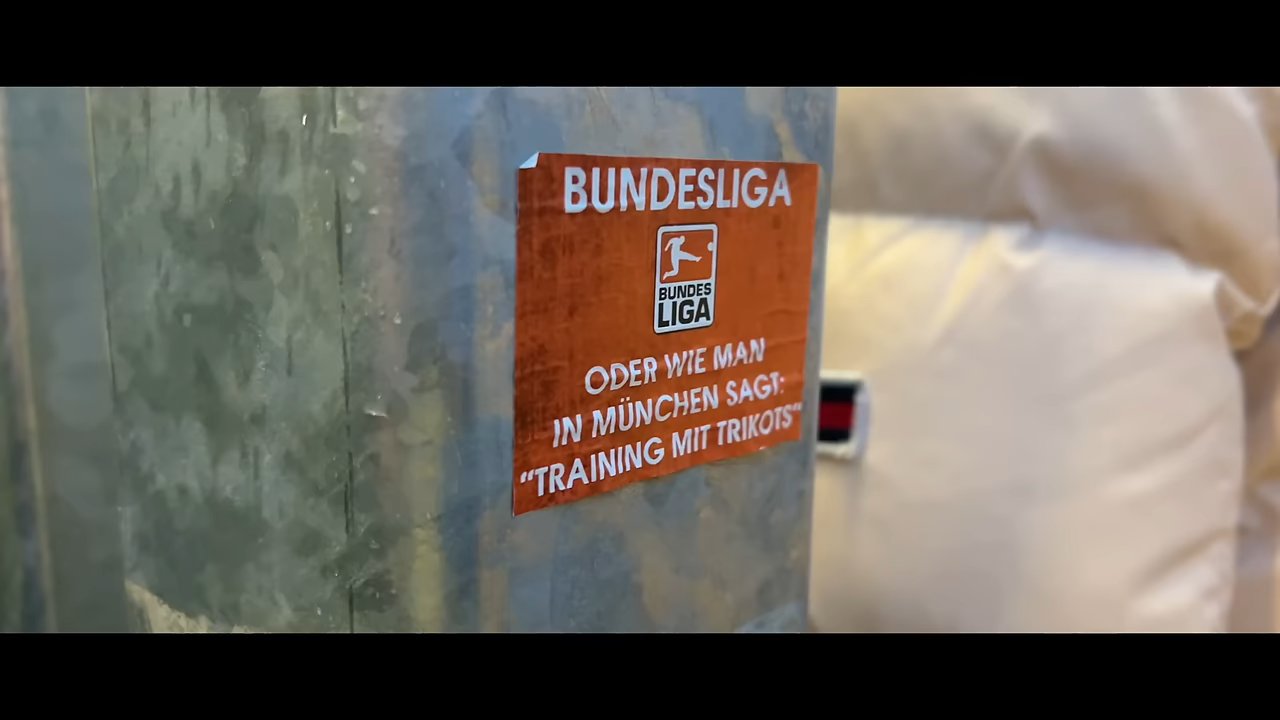 BUNDESLIGA
BUNDES
LIGA
ODER WIE MAN
IN MÜNCHEN SAGT:
“TRAINING MIT TRIKOTS“